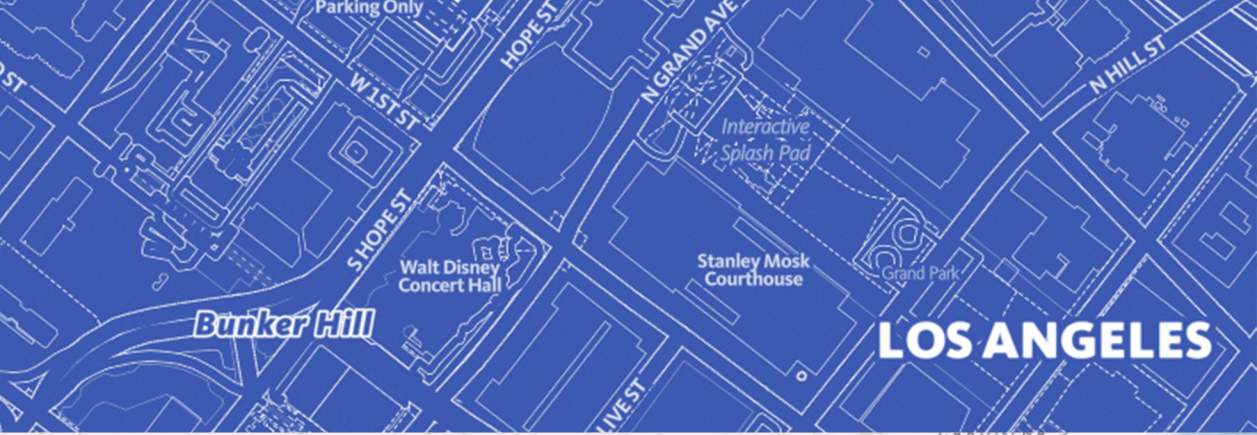 Parking Only
HOPE ST
N GRAND AVE
N HILL ST
W 1ST ST
Interactive
Splash Pad
S HOPE ST
Walt Disney
Concert Hall
Stanley Mosk
Courthouse
Grand Park
Bunker Hill
LOS ANGELES
LIVE ST